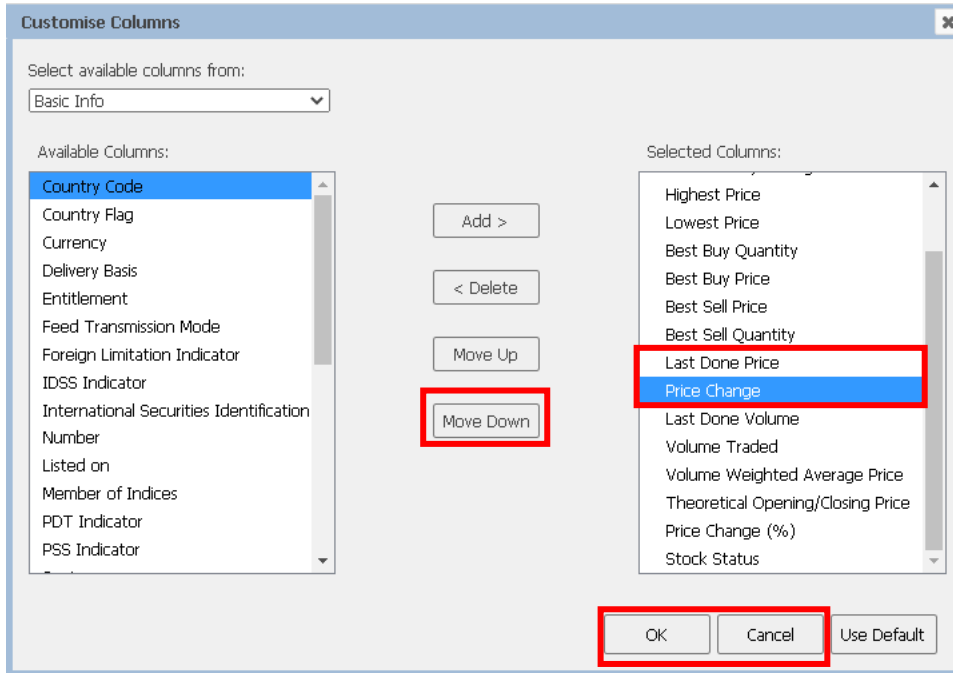 Customise Columns
Select available columns from:
Basic Info
Available Columns:
Country Code
Country Flag
Currency
Delivery Basis
Entitlement
Feed Transmission Mode
Foreign Limitation Indicator
IDSS Indicator
International Securities Identification
Number
Listed on
Member of Indices
PDT Indicator
PSS Indicator
Add >
< Delete
Move Up
Move Down
Selected Columns:
Highest Price
Lowest Price
Best Buy Quantity
Best Buy Price
Best Sell Price
Best Sell Quantity
Last Done Price
Price Change
Last Done Volume
Volume Traded
Volume Weighted Average Price
Theoretical Opening/Closing Price
Price Change (%)
Stock Status
OK
Cancel
Use Default